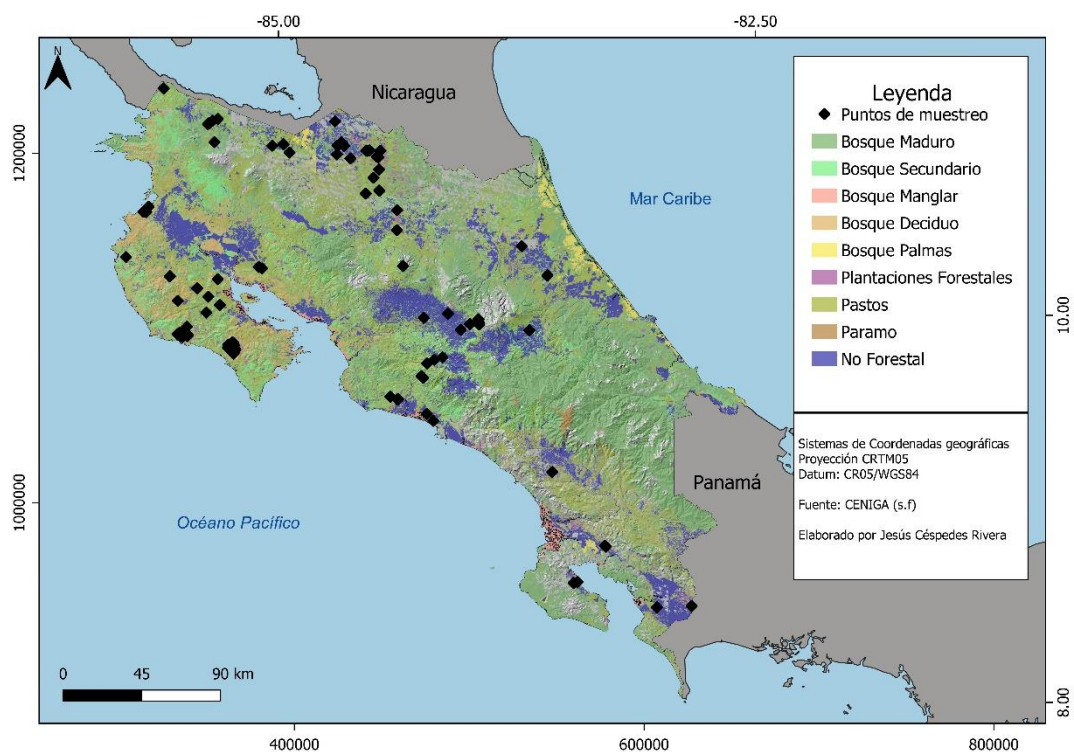 -85.00
-82.50
N
Nicaragua
1200000
Mar Caribe
10.00
Panamá
1000000
Océano Pacífico
0
45
90 km
8.00
400000
600000
800000
Leyenda
Puntos de muestreo
Bosque Maduro
Bosque Secundario
Bosque Manglar
Bosque Deciduo
Bosque Palmas
Plantaciones Forestales
Pastos
Paramo
No Forestal
Sistemas de Coordenadas geográficas
Proyección CRTM05
Datum: CR05/WGS84
Fuente: CENIGA (s.f)
Elaborado por Jesús Céspedes Rivera